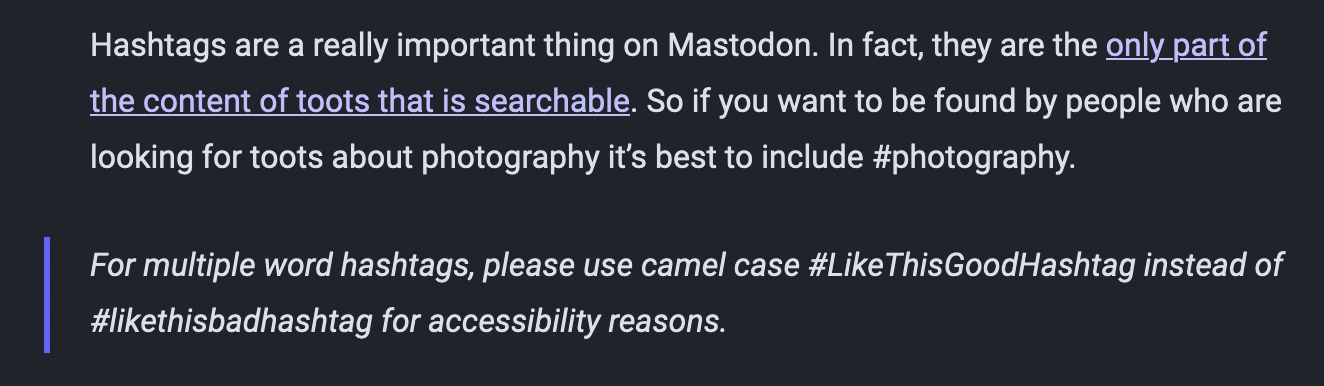 Hashtags are a really important thing on Mastodon. In fact, they are the only part of
the content of toots that is searchable. So if you want to be found by people who are
looking for toots about photography it’s best to include #photography.
For multiple word hashtags, please use camel case #LikeThisGoodHashtag instead of
#likethisbadhashtag for accessibility reasons.